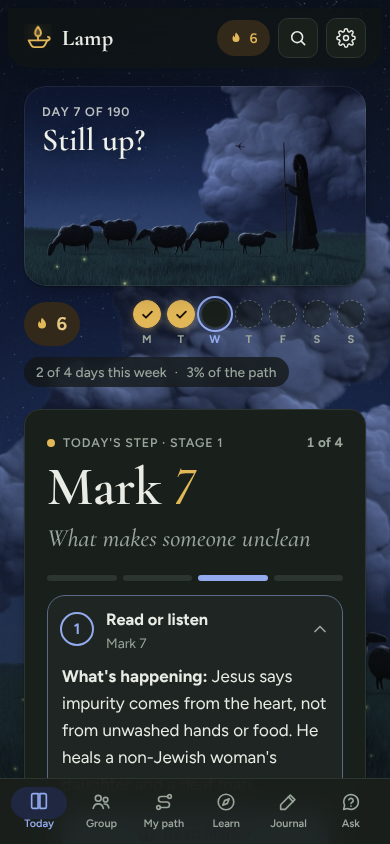 Lamp
6
DAY 7 OF 190
Still up?
6
M T W T F S S
2 of 4 days this week · 3% of the path
TODAY'S STEP · STAGE 1
1 of 4
Mark 7
What makes someone unclean
1
Read or listen
Mark 7
What's happening: Jesus says
impurity comes from the heart, not
from unwashed hands or food. He
heals a non-Jewish woman's
Today Group My path Learn Journal Ask